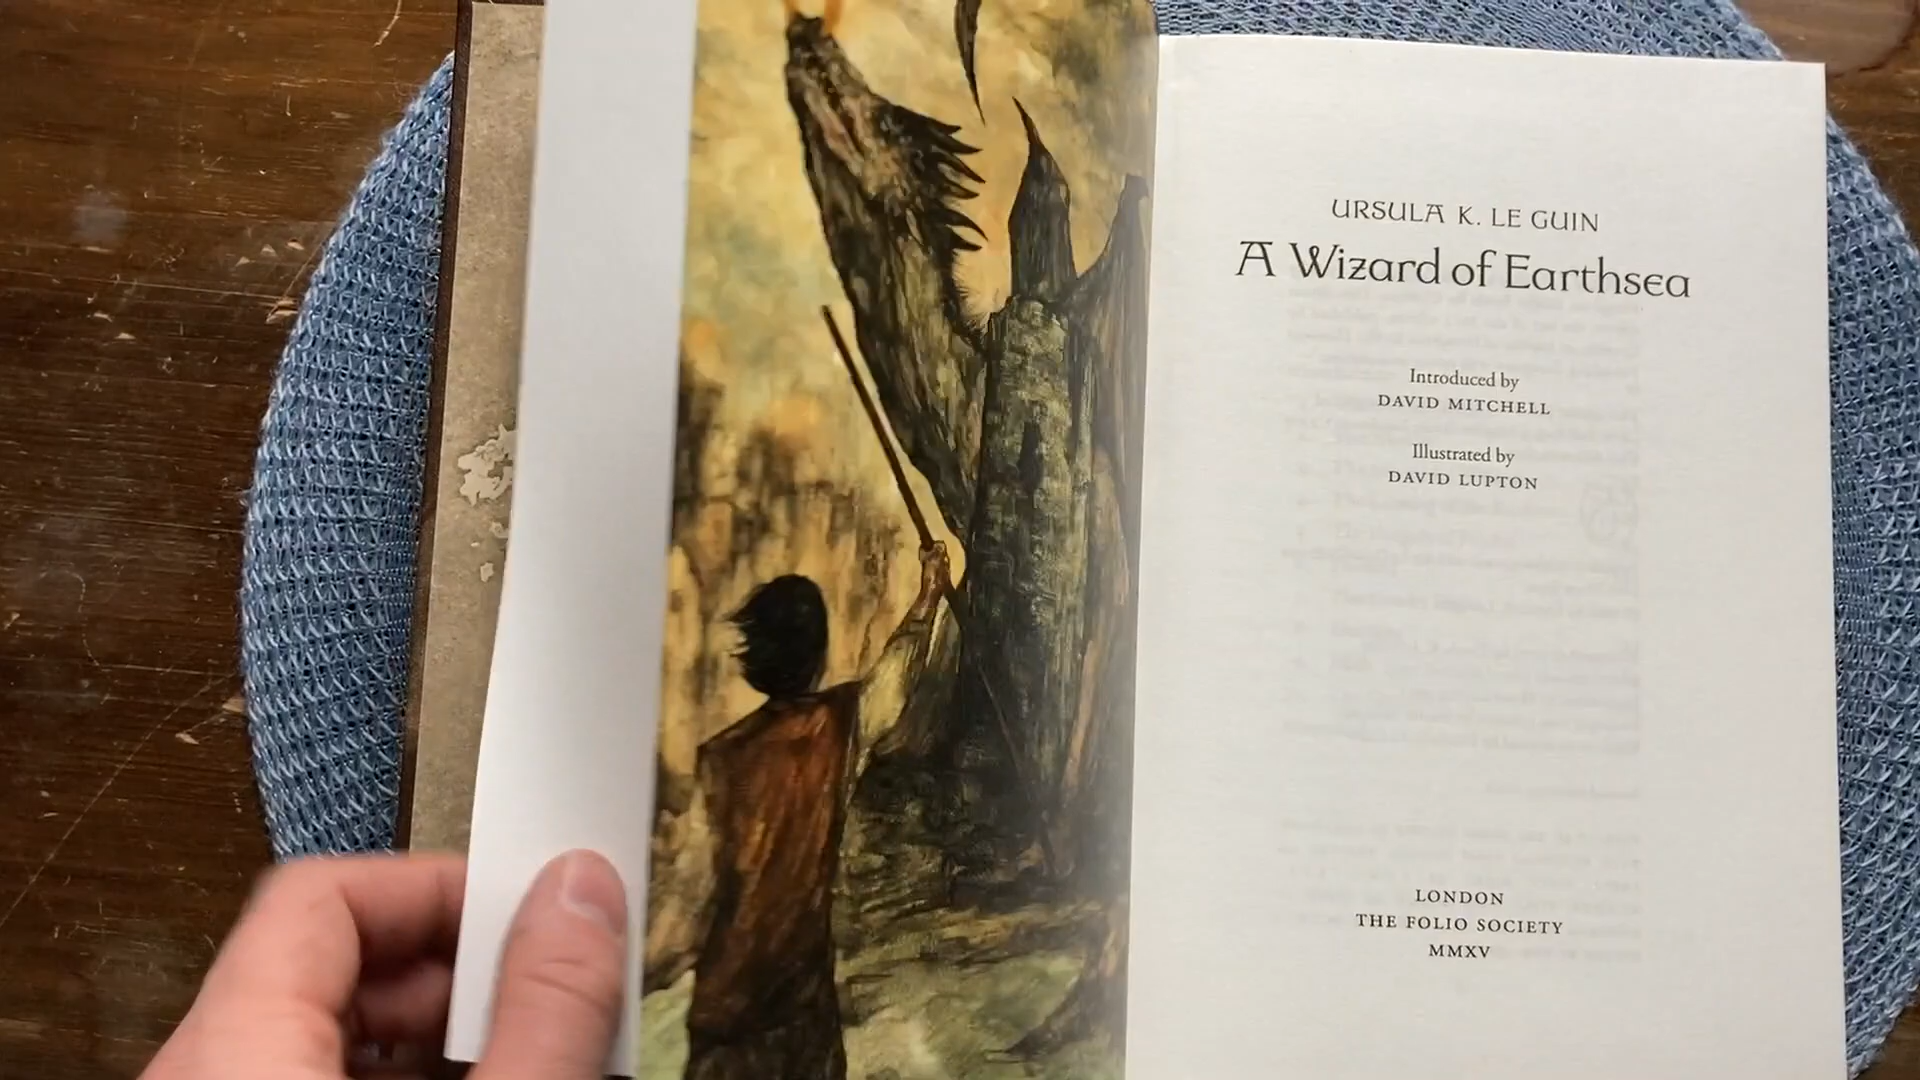 URSULA K. LE GUIN
A Wizard of Earthsea
Introduced by
DAVID MITCHELL
Illustrated by
DAVID LUPTON
LONDON
THE FOLIO SOCIETY
MMXV